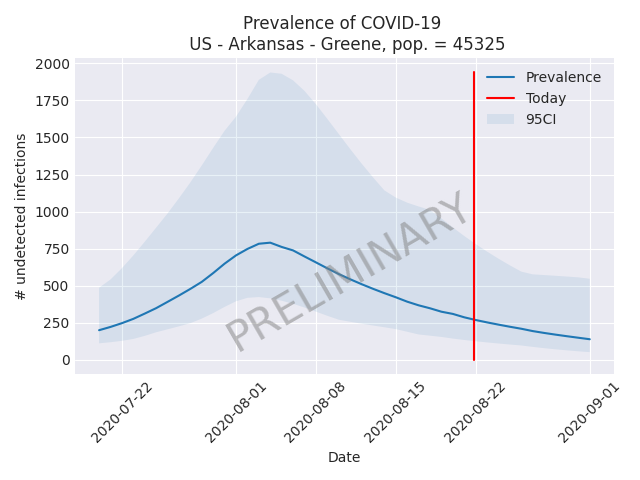 Prevalence of COVID-19
US - Arkansas - Greene, pop. = 45325
# undetected infections
2000
1750
1500
1250
1000
750
500
250
0
Prevalence
Today
95CI
PRELIMINARY
2020-07-22
2020-08-01
2020-08-08
2020-08-15
2020-08-22
2020-09-01
Date